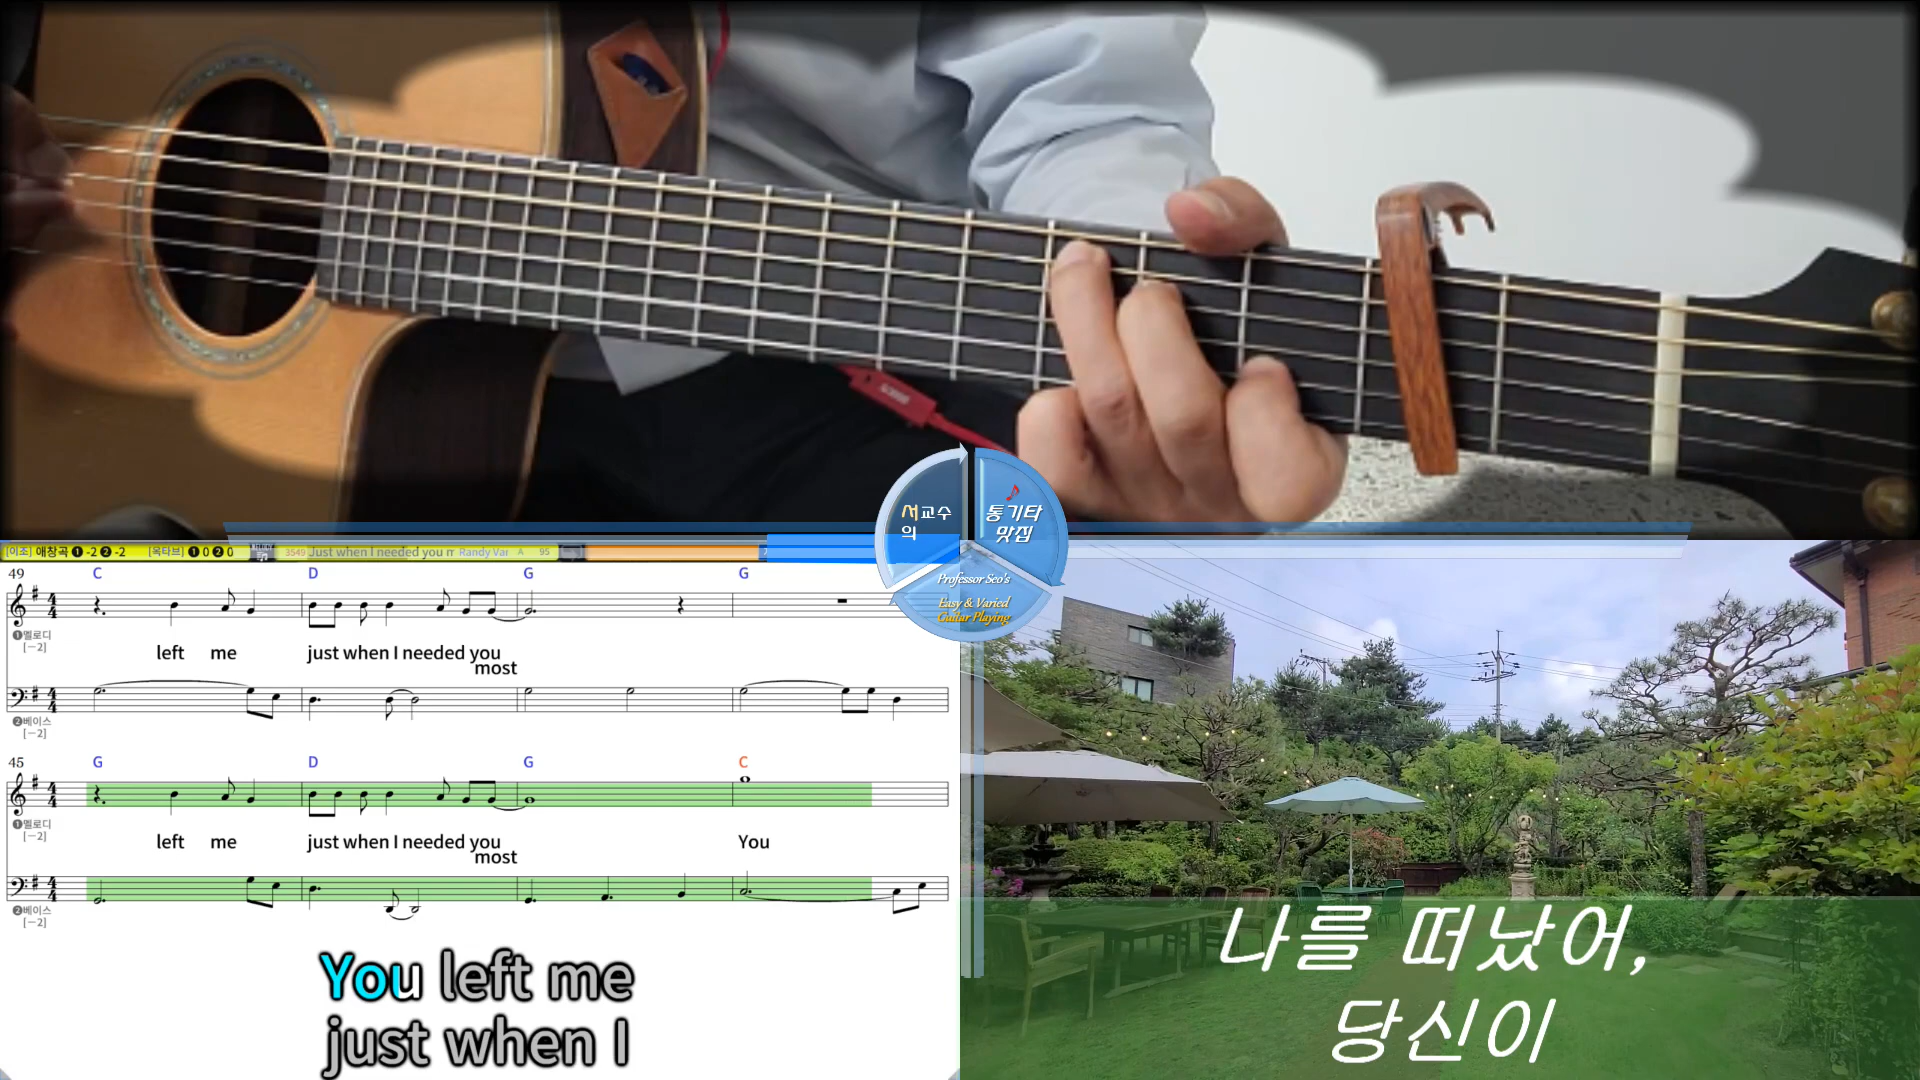 서교수
의
통기타
맛집
Professor Seo's
Easy & Varied
Guitar Playing
[이조] 애창곡 ❶ -2 ❷ -2 [옥타브] ❶ 0 ❷ 0
3549 Just when I needed you m Randy Var A 95
49 C D G G
❶멜로디
[-2]
left me just when I needed you
most
❷베이스
[-2]
45 G D G C
❶멜로디
[-2]
left me just when I needed you You
most
❷베이스
[-2]
You left me
just when I
나를 떠났어,
당신이